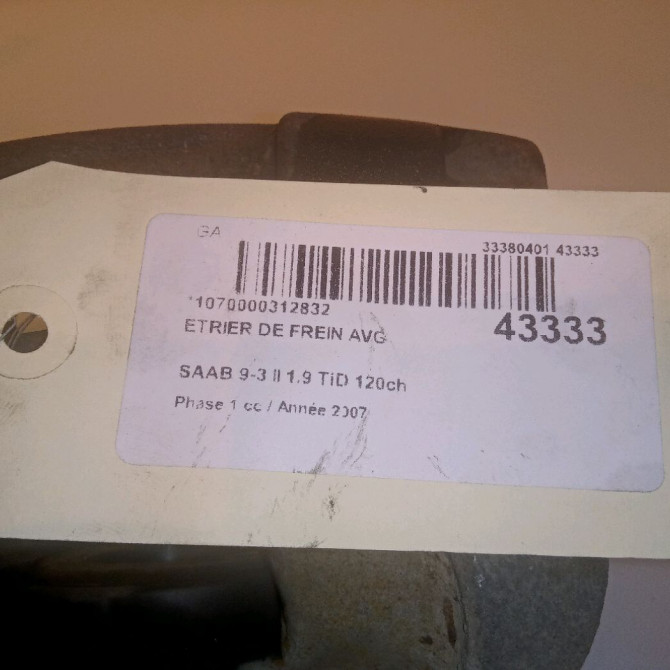 GA
33380401 43333
*1070000312832
43333
ETRIER DE FREIN AVG
SAAB 9-3 II 1.9 TiD 120ch
Phase 1 cc / Année 2007